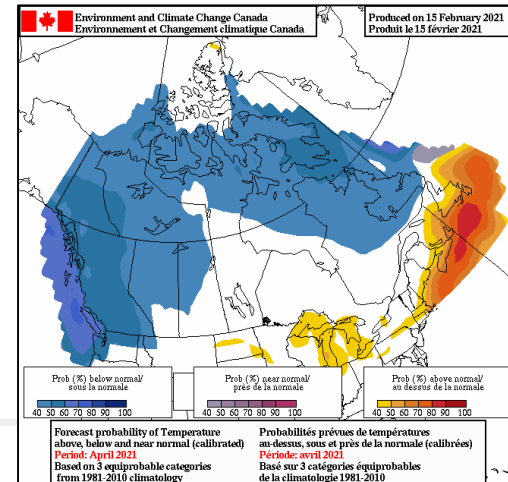 Environment and Climate Change Canada
Environnement et Changement climatique Canada
Produced on 15 February 2021
Produit le 15 février 2021
Prob (%) below normal/
sous la normale
40 50 60 70 80 90 100
Prob (%) near normal/
près de la normale
40 50 60 70 80 90 100
Prob (%) above normal/
au dessus de la normale
40 50 60 70 80 90 100
Forecast probability of Temperature
above, below and near normal (calibrated)
Period: April 2021
Based on 3 equiprobable categories
from 1981-2010 climatology
Probabilités prévues de températures
au-dessus, sous et près de la normale (calibrées)
Période: avril 2021
Basé sur 3 catégories équiprobables
de la climatologie 1981-2010